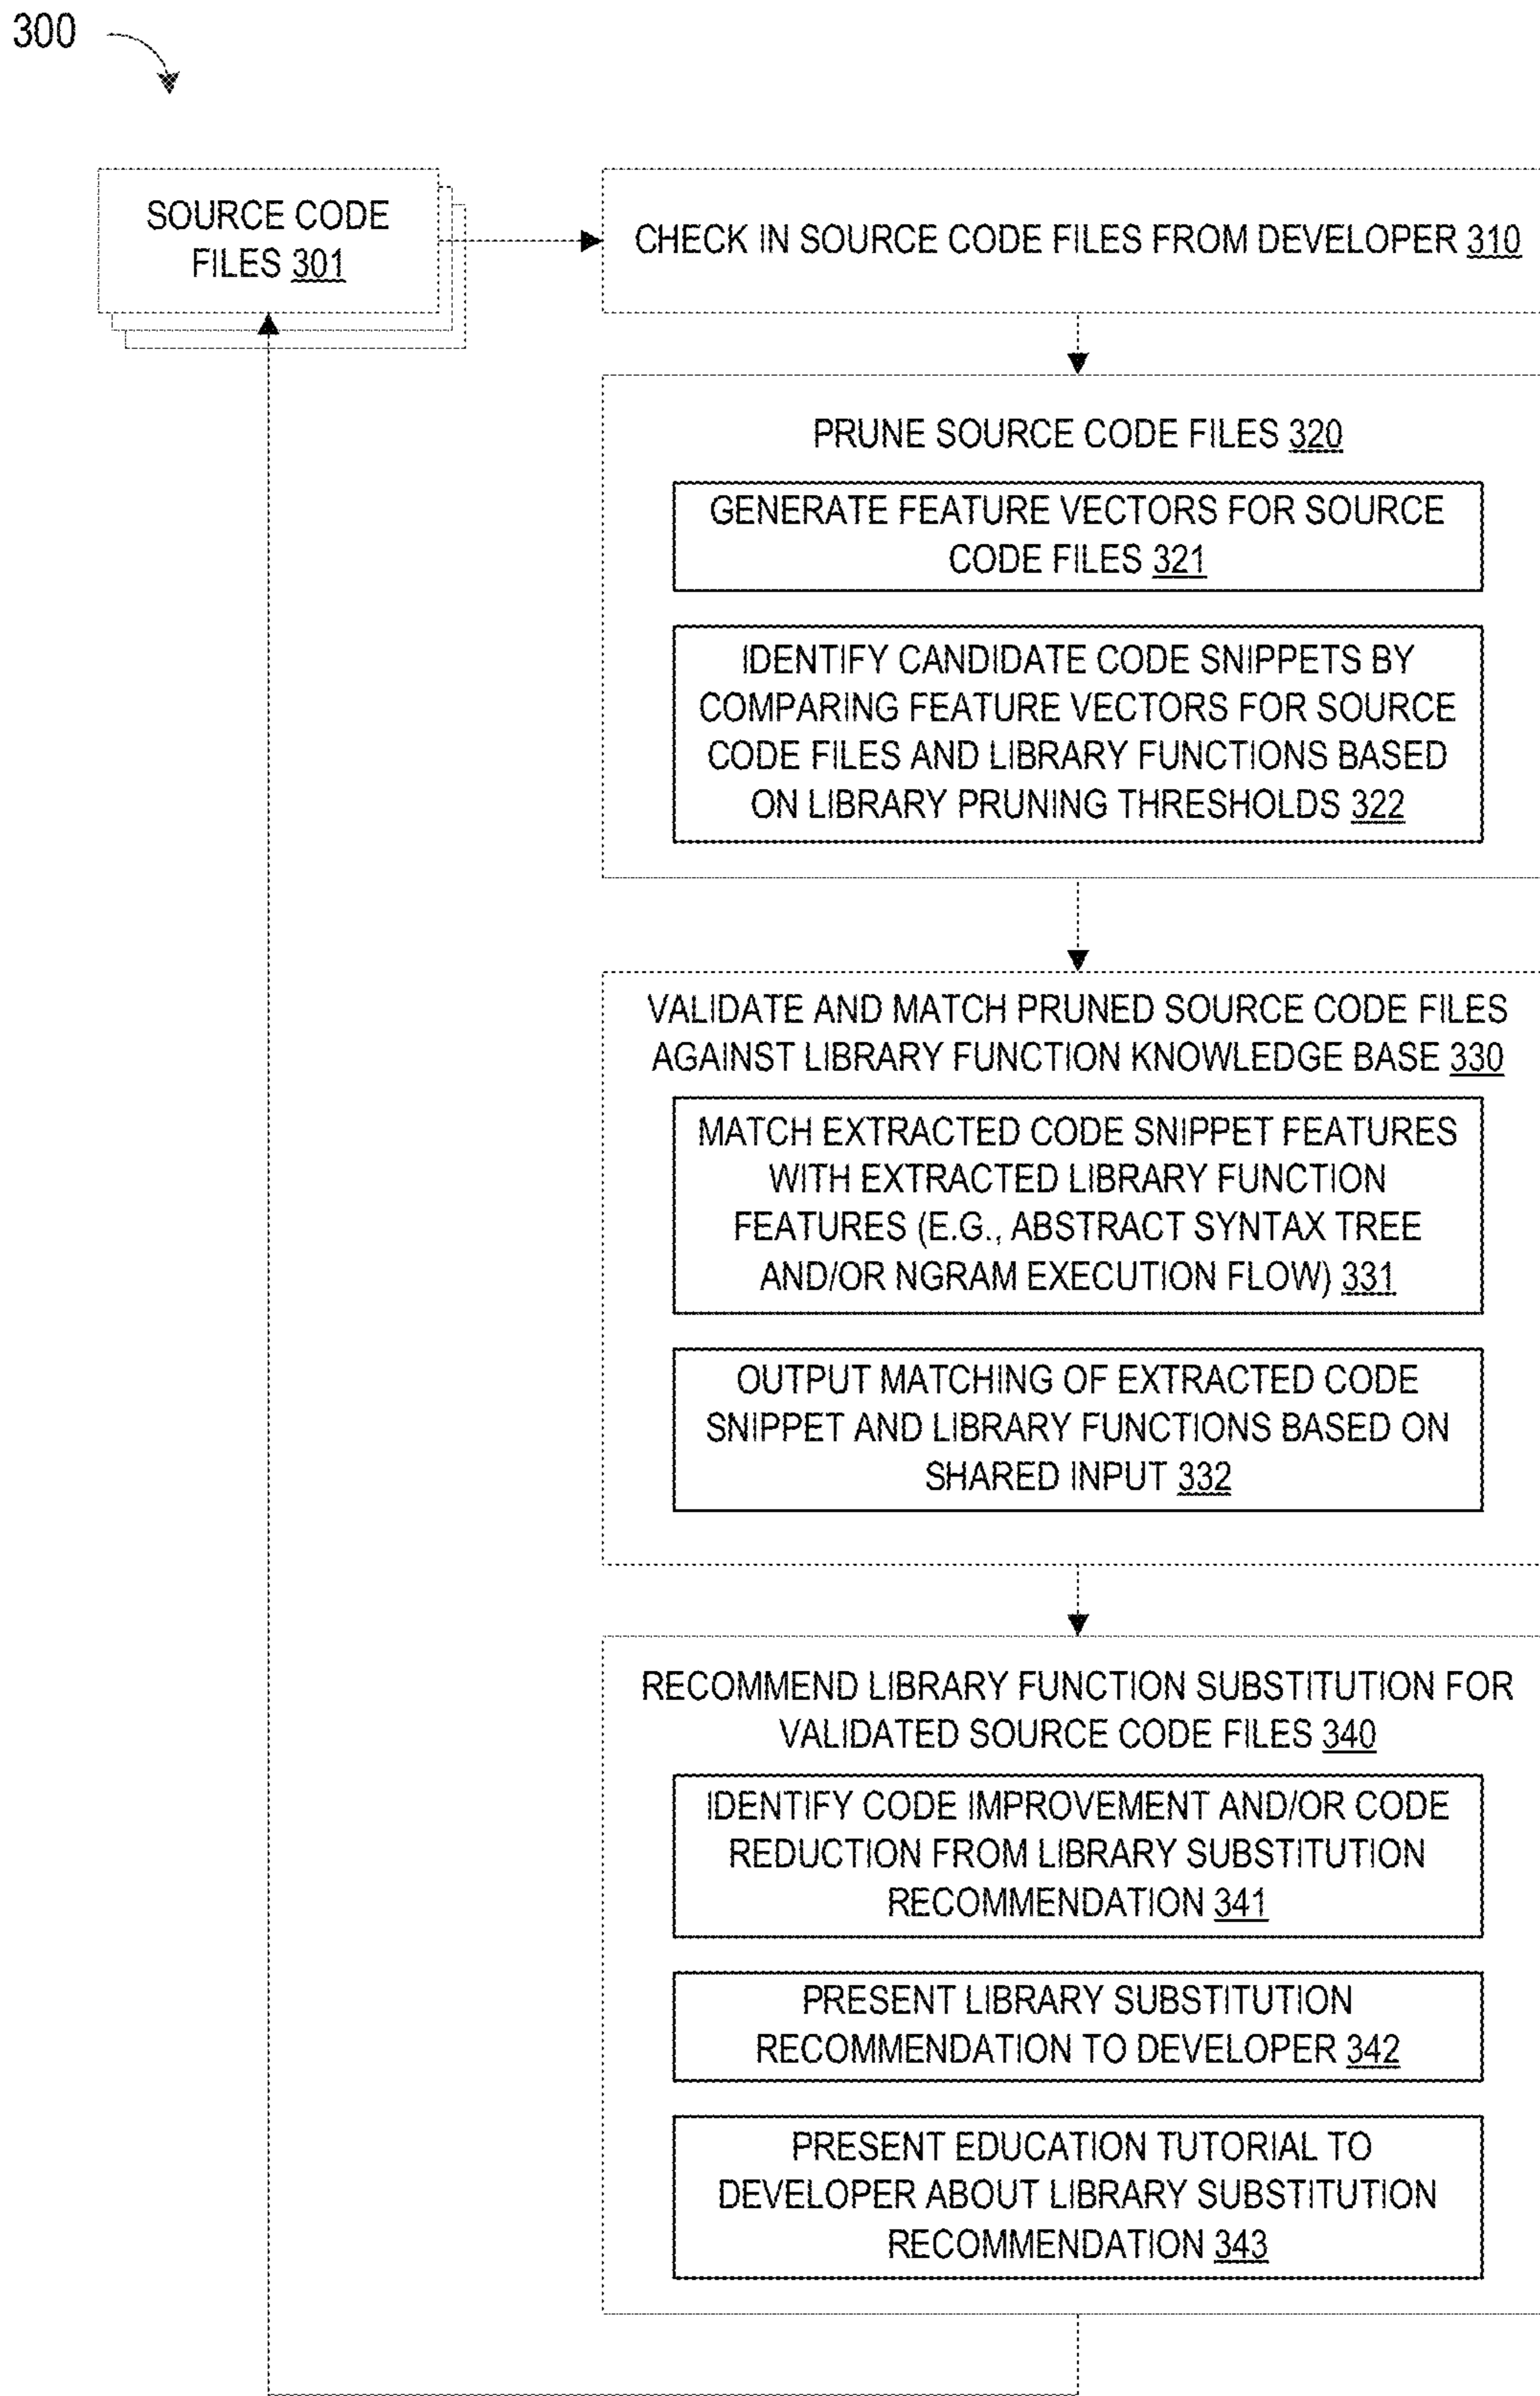 300
SOURCE CODE
FILES 301
CHECK IN SOURCE CODE FILES FROM DEVELOPER 310
PRUNE SOURCE CODE FILES 320
GENERATE FEATURE VECTORS FOR SOURCE
CODE FILES 321
IDENTIFY CANDIDATE CODE SNIPPETS BY
COMPARING FEATURE VECTORS FOR SOURCE
CODE FILES AND LIBRARY FUNCTIONS BASED
ON LIBRARY PRUNING THRESHOLDS 322
VALIDATE AND MATCH PRUNED SOURCE CODE FILES
AGAINST LIBRARY FUNCTION KNOWLEDGE BASE 330
MATCH EXTRACTED CODE SNIPPET FEATURES
WITH EXTRACTED LIBRARY FUNCTION
FEATURES (E.G., ABSTRACT SYNTAX TREE
AND/OR NGRAM EXECUTION FLOW) 331
OUTPUT MATCHING OF EXTRACTED CODE
SNIPPET AND LIBRARY FUNCTIONS BASED ON
SHARED INPUT 332
RECOMMEND LIBRARY FUNCTION SUBSTITUTION FOR
VALIDATED SOURCE CODE FILES 340
IDENTIFY CODE IMPROVEMENT AND/OR CODE
REDUCTION FROM LIBRARY SUBSTITUTION
RECOMMENDATION 341
PRESENT LIBRARY SUBSTITUTION
RECOMMENDATION TO DEVELOPER 342
PRESENT EDUCATION TUTORIAL TO
DEVELOPER ABOUT LIBRARY SUBSTITUTION
RECOMMENDATION 343